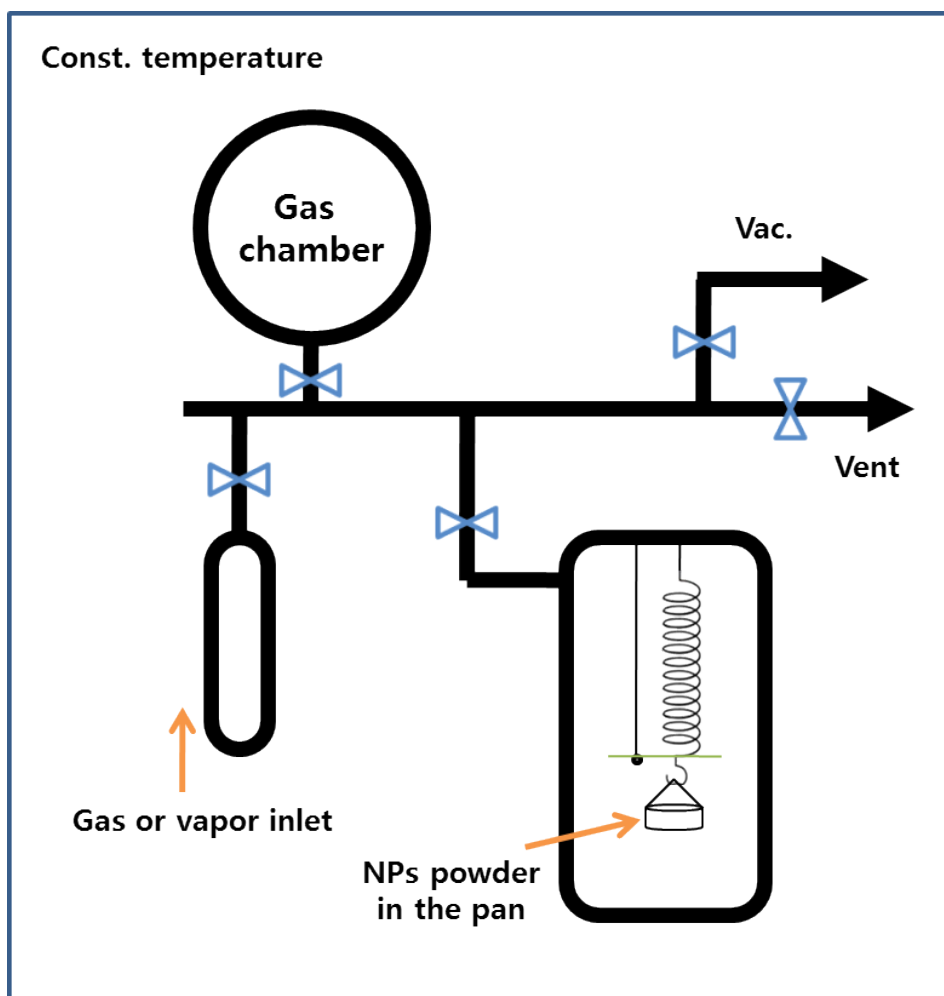 Const. temperature
Gas
chamber
Vac.
Vent
Gas or vapor inlet
NPs powder
in the pan